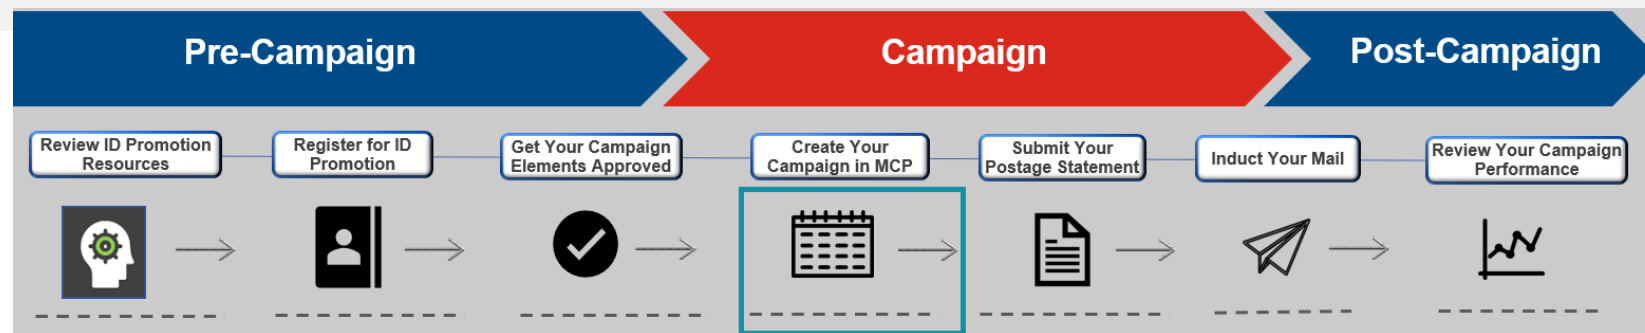 Pre-Campaign
Campaign
Post-Campaign
Review ID Promotion
Resources
Register for ID
Promotion
Get Your Campaign
Elements Approved
Create Your
Campaign in MCP
Submit Your
Postage Statement
Induct Your Mail
Review Your Campaign
Performance